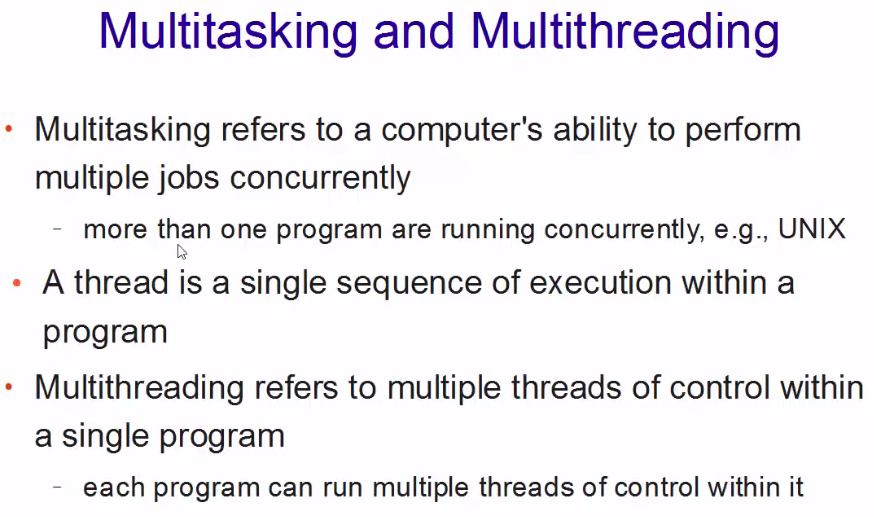 Multitasking and Multithreading
• Multitasking refers to a computer's ability to perform
multiple jobs concurrently
– more than one program are running concurrently, e.g., UNIX
• A thread is a single sequence of execution within a
program
• Multithreading refers to multiple threads of control within
a single program
– each program can run multiple threads of control within it